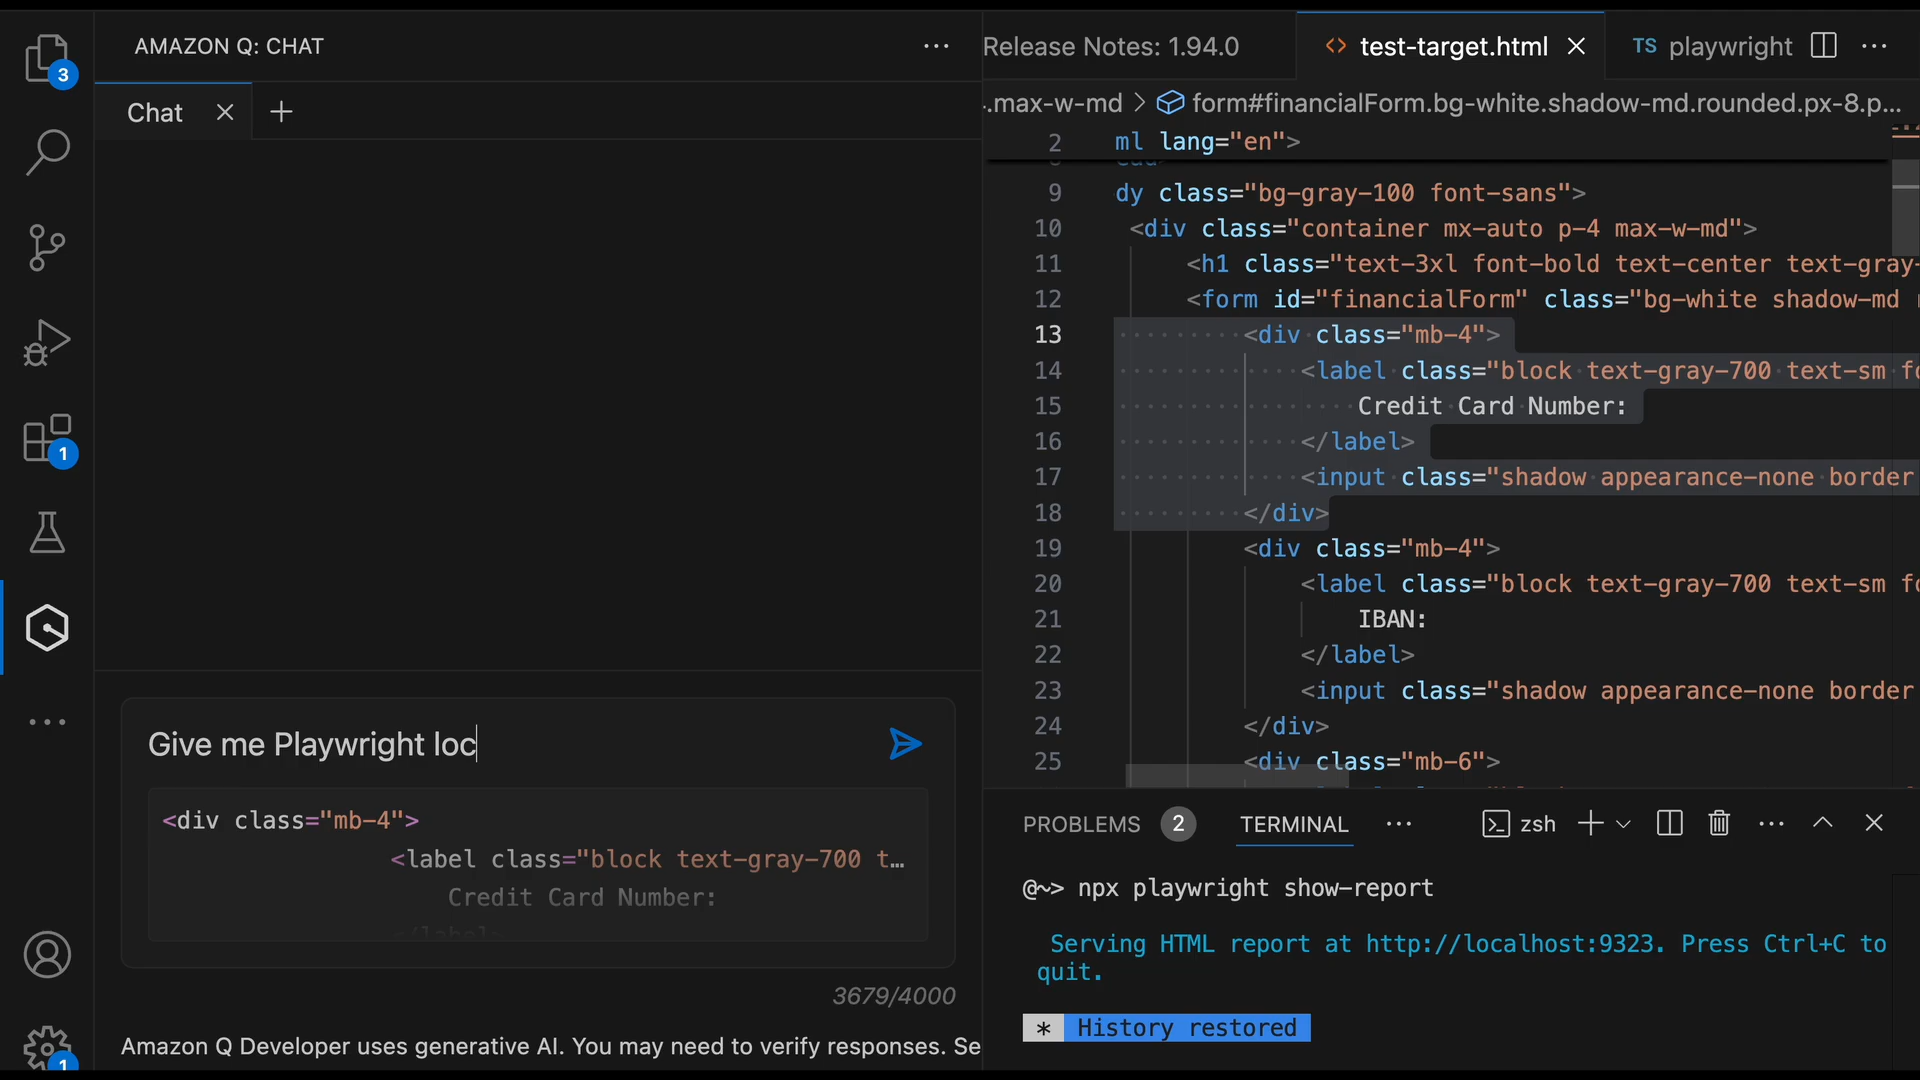 AMAZON Q: CHAT
Chat
Give me Playwright loc
<div class="mb-4">
<label class="block text-gray-700 t…
Credit Card Number:
</label>
3679/4000
Amazon Q Developer uses generative AI. You may need to verify responses. Se
3
1
1
Release Notes: 1.94.0
<> test-target.html
TS playwright
.max-w-md > form#financialForm.bg-white.shadow-md.rounded.px-8.p...
2 ml lang="en">
9 dy class="bg-gray-100 font-sans">
10 <div class="container mx-auto p-4 max-w-md">
11 <h1 class="text-3xl font-bold text-center text-gray-
12 <form id="financialForm" class="bg-white shadow-md
13 <div class="mb-4">
14 <label class="block text-gray-700 text-sm fo
15 Credit Card Number:
16 </label>
17 <input class="shadow appearance-none border
18 </div>
19 <div class="mb-4">
20 <label class="block text-gray-700 text-sm fo
21 IBAN:
22 </label>
23 <input class="shadow appearance-none border
24 </div>
25 <div class="mb-6">
PROBLEMS 2 TERMINAL
zsh
@~> npx playwright show-report
Serving HTML report at http://localhost:9323. Press Ctrl+C to
quit.
* History restored